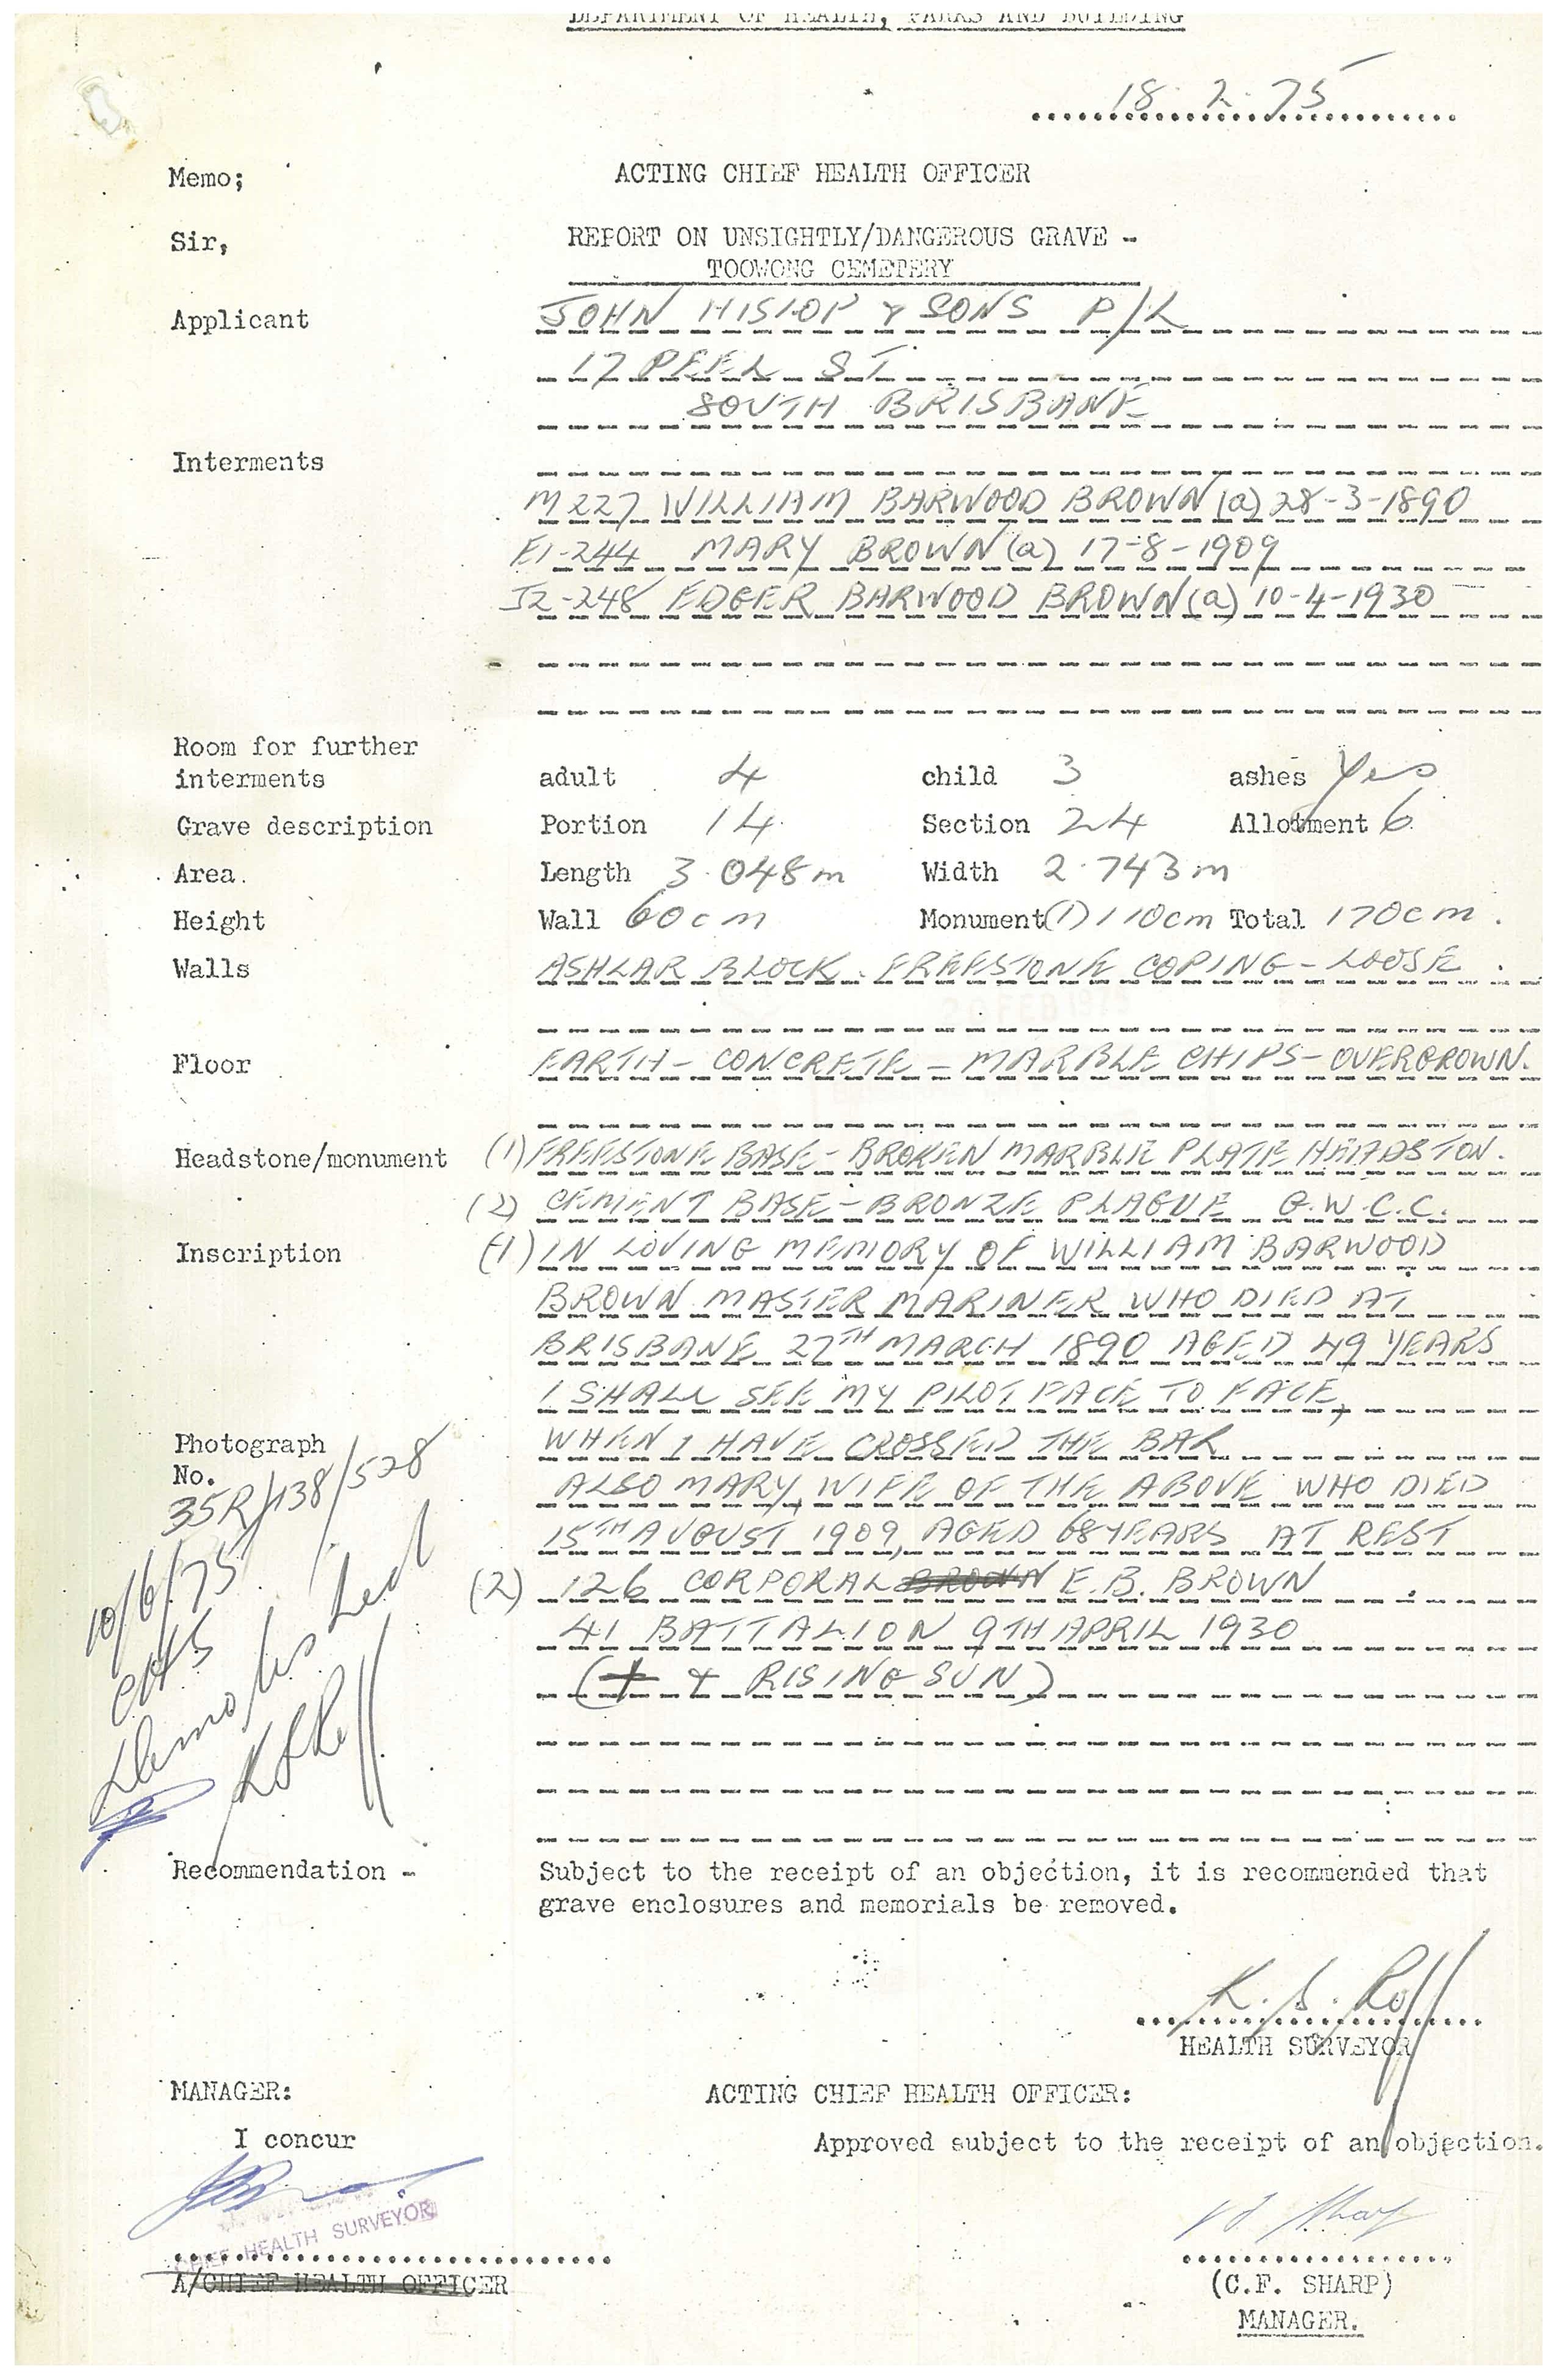 DEPARTMENT OF HEALTH, PARKS AND BUILDING
18.2.75
Memo;
ACTING CHIEF HEALTH OFFICER
Sir,
REPORT ON UNSIGHTLY/DANGEROUS GRAVE -
TOOWONG CEMETERY
Applicant JOHN HISLOP & SONS P/L
17 PEEL ST
SOUTH BRISBANE
Interments
M227 WILLIAM BARWOOD BROWN (a) 28-3-1890
E1-244 MARY BROWN (a) 17-8-1909
J2-248 EDGER BARWOOD BROWN (a) 10-4-1930
Room for further
interments adult 4 child 3 ashes Yes
Grave description Portion 14 Section 24 Allotment 6
Area. Length 3.048m Width 2.743m
Height Wall 60cm Monument (1) 110cm Total 170cm.
Walls ASHLAR BLOCK. FREESTONE COPING - LOOSE.
20 FEB 1975
Floor EARTH - CONCRETE - MARBLE CHIPS - OVERGROWN.
Headstone/monument (1) FREESTONE BASE - BROKEN MARBLE PLATE HEADSTON.
(2) CEMENT BASE - BRONZE PLAGUE G.W.C.C.
Inscription (1) IN LOVING MEMORY OF WILLIAM BARWOOD
BROWN MASTER MARINER WHO DIED AT
BRISBANE 27TH MARCH 1890 AGED 49 YEARS
I SHALL SEE MY PILOT FACE TO FACE,
WHEN I HAVE CROSSED THE BAR
ALSO MARY, WIFE OF THE ABOVE WHO DIED
15TH AUGUST 1909, AGED 68 YEARS AT REST
(2) 126 CORPORAL BROWN E.B. BROWN
41 BATTALION 9TH APRIL 1930
(+ & RISING SUN)
Photograph
No.
35R/138/528
10/6/75
Demolished
K S Roff
Recommendation -
Subject to the receipt of an objection, it is recommended that
grave enclosures and memorials be removed.
K. S. Roff
HEALTH SURVEYOR
MANAGER:
I concur
CHIEF HEALTH SURVEYOR
A/CHIEF HEALTH OFFICER
ACTING CHIEF HEALTH OFFICER:
Approved subject to the receipt of an objection.
(C.F. SHARP)
MANAGER.